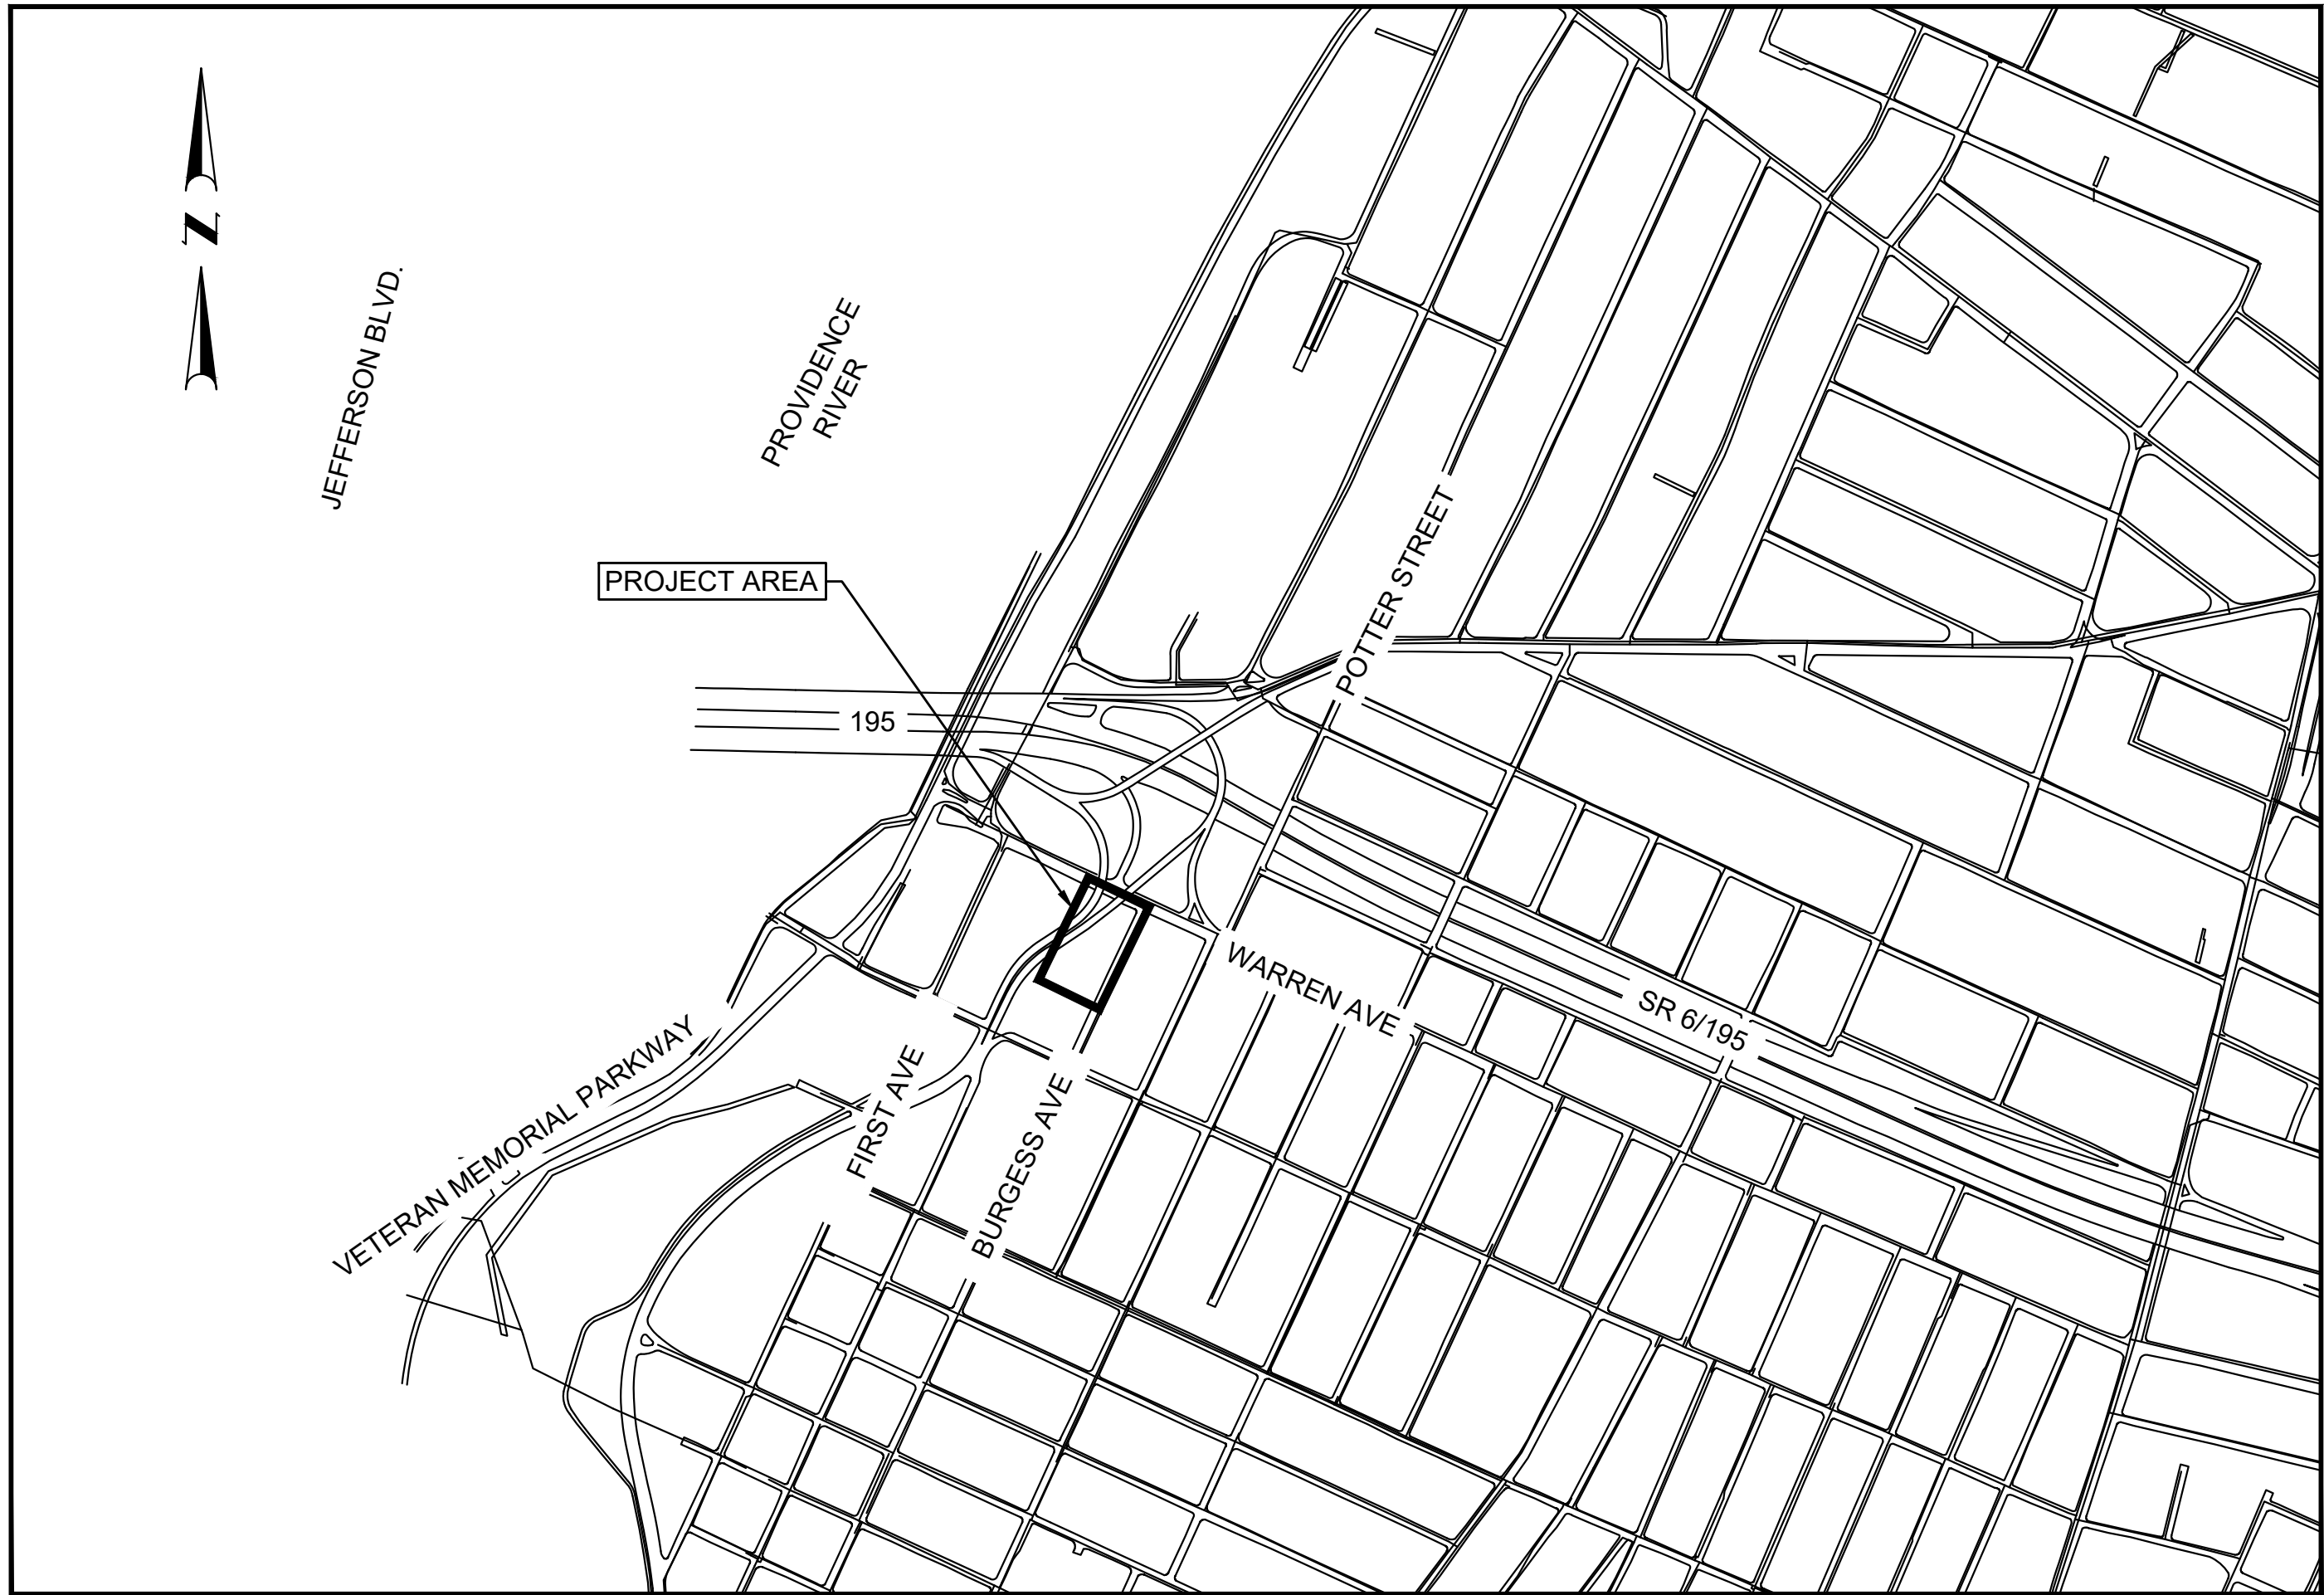 N
JEFFERSON BLVD.
PROVIDENCE
RIVER
PROJECT AREA
POTTER STREET
195
WARREN AVE
SR 6/195
VETERAN MEMORIAL PARKWAY
FIRST AVE
BURGESS AVE